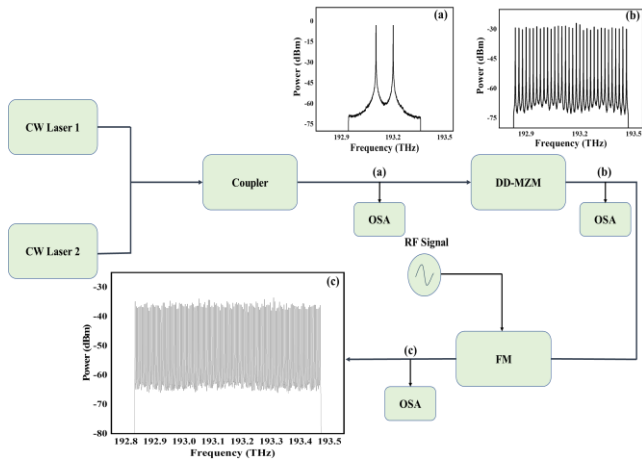 (a)
Power (dBm)
0
-15
-30
-45
-60
-75
192.9
193.2
193.5
Frequency (THz)
(b)
Power (dBm)
-30
-45
-60
-75
192.9
193.2
193.5
Frequency (THz)
CW Laser 1
CW Laser 2
Coupler
(a)
OSA
DD-MZM
(b)
OSA
RF Signal
FM
(c)
OSA
(c)
Power (dBm)
-30
-40
-50
-60
-70
-80
192.8 192.9 193.0 193.1 193.2 193.3 193.4 193.5
Frequency (THz)